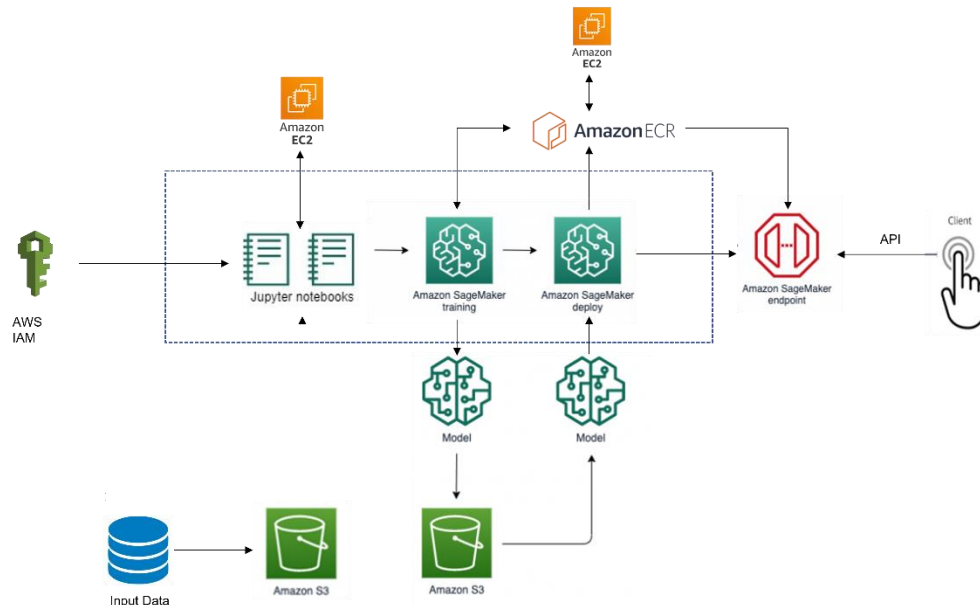 Amazon
EC2
Amazon
EC2
Amazon ECR
Client
API
Jupyter notebooks
Amazon SageMaker
training
Amazon SageMaker
deploy
Amazon SageMaker
endpoint
AWS
IAM
Model
Model
Input Data
Amazon S3
Amazon S3